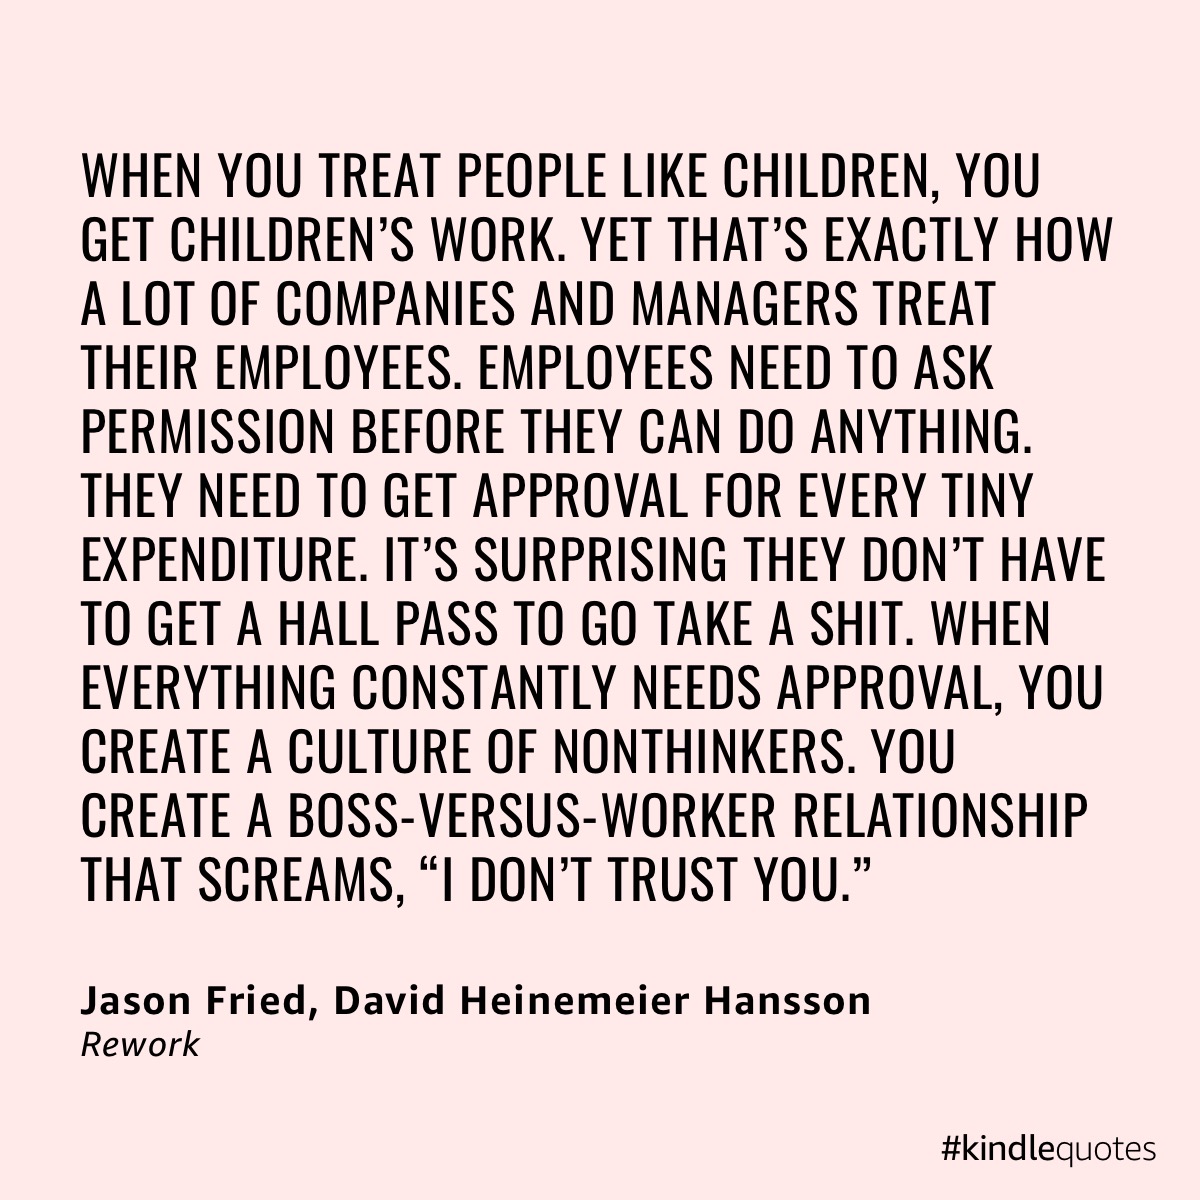 WHEN YOU TREAT PEOPLE LIKE CHILDREN, YOU
GET CHILDREN’S WORK. YET THAT’S EXACTLY HOW
A LOT OF COMPANIES AND MANAGERS TREAT
THEIR EMPLOYEES. EMPLOYEES NEED TO ASK
PERMISSION BEFORE THEY CAN DO ANYTHING.
THEY NEED TO GET APPROVAL FOR EVERY TINY
EXPENDITURE. IT’S SURPRISING THEY DON’T HAVE
TO GET A HALL PASS TO GO TAKE A SHIT. WHEN
EVERYTHING CONSTANTLY NEEDS APPROVAL, YOU
CREATE A CULTURE OF NONTHINKERS. YOU
CREATE A BOSS-VERSUS-WORKER RELATIONSHIP
THAT SCREAMS, “I DON’T TRUST YOU.”
Jason Fried, David Heinemeier Hansson
Rework
#kindlequotes